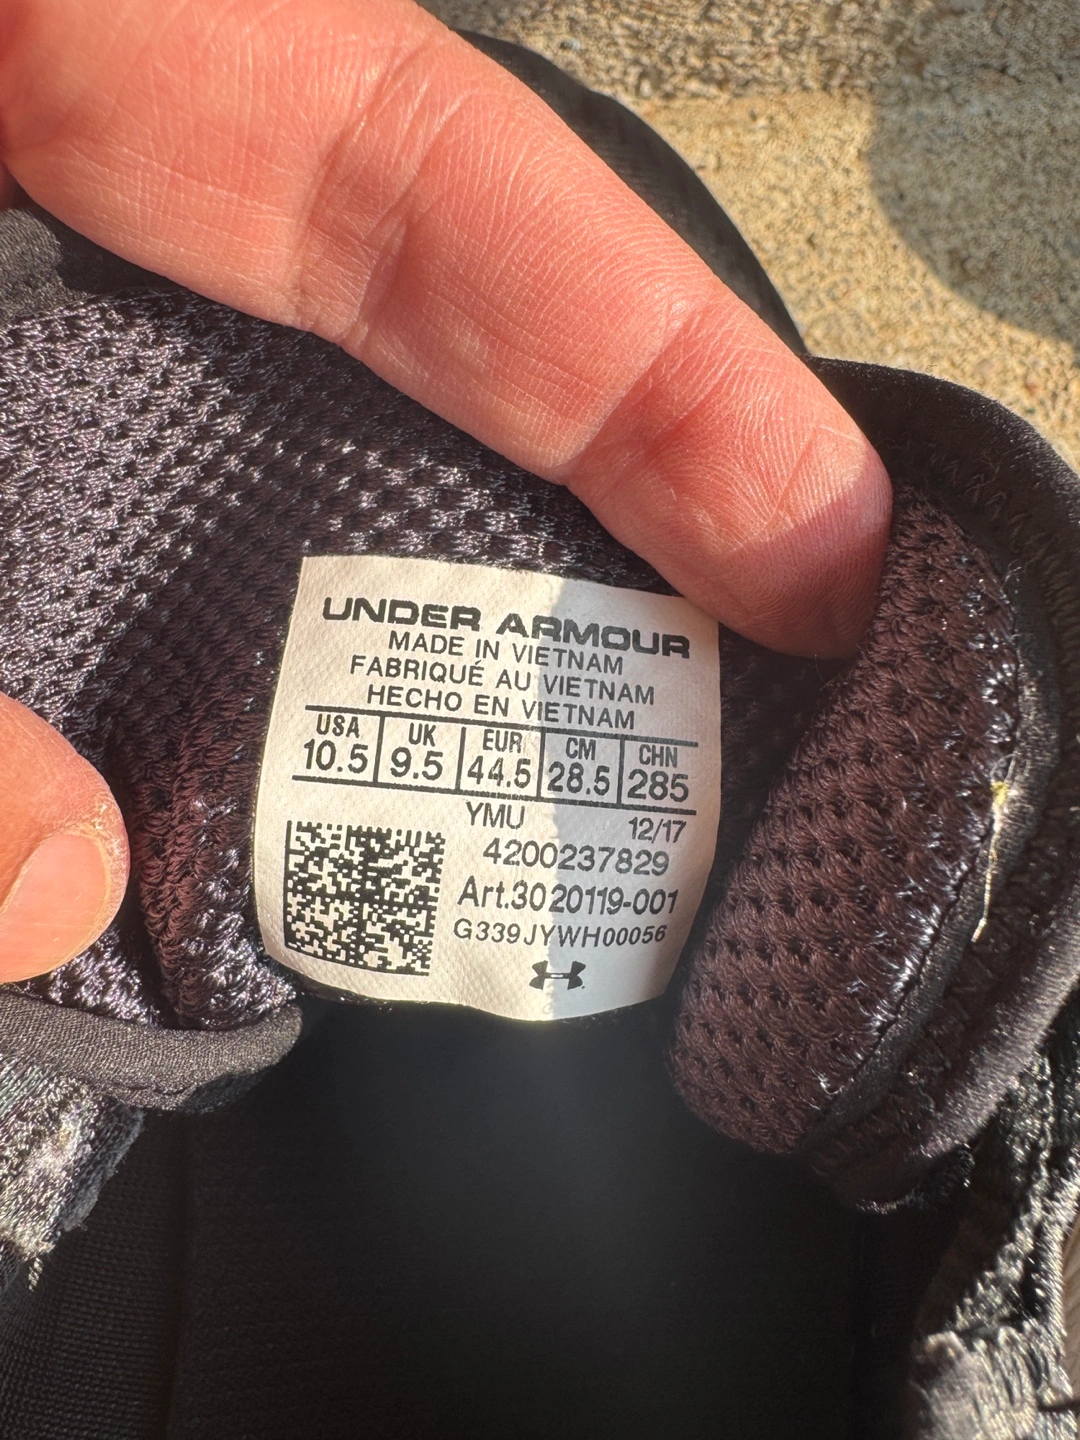 UNDER ARMOUR
MADE IN VIETNAM
FABRIQUÉ AU VIETNAM
HECHO EN VIETNAM
USA UK EUR CM CHN
10.5 9.5 44.5 28.5 285
YMU 12/17
4200237829
Art.3020119-001
G339JYWH00056